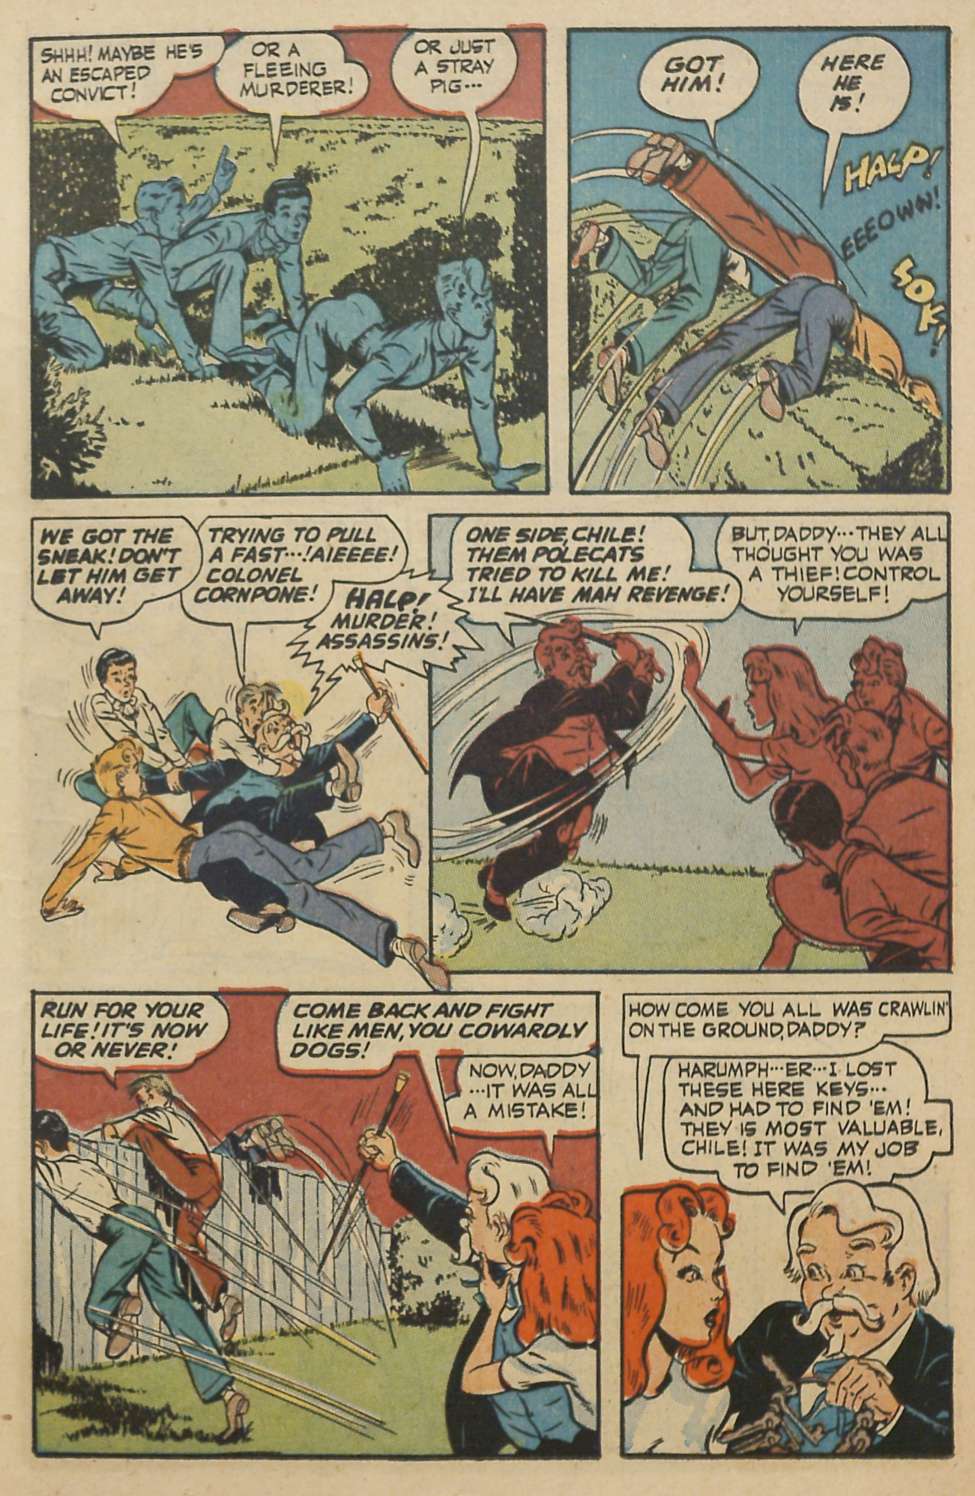 SHHH! MAYBE HE'S
AN ESCAPED
CONVICT!
OR A
FLEEING
MURDERER!
OR JUST
A STRAY
PIG...
GOT
HIM!
HERE
HE
IS!
HALP!
EEEOWN!
SOK!
WE GOT THE
SNEAK! DON'T
LET HIM GET
AWAY!
TRYING TO PULL
A FAST...!AIEEEE!
COLONEL
CORNPONE!
HALP!
MURDER!
ASSASSINS!
ONE SIDE, CHILE!
THEM POLECATS
TRIED TO KILL ME!
I'LL HAVE MAH REVENGE!
BUT, DADDY...THEY ALL
THOUGHT YOU WAS
A THIEF! CONTROL
YOURSELF!
RUN FOR YOUR
LIFE! IT'S NOW
OR NEVER!
COME BACK AND FIGHT
LIKE MEN, YOU COWARDLY
DOGS!
NOW, DADDY
...IT WAS ALL
A MISTAKE!
HOW COME YOU ALL WAS CRAWLIN'
ON THE GROUND, DADDY?
HARUMPH...ER...I LOST
THESE HERE KEYS...
AND HAD TO FIND 'EM!
THEY IS MOST VALUABLE,
CHILE! IT WAS MY JOB
TO FIND 'EM!